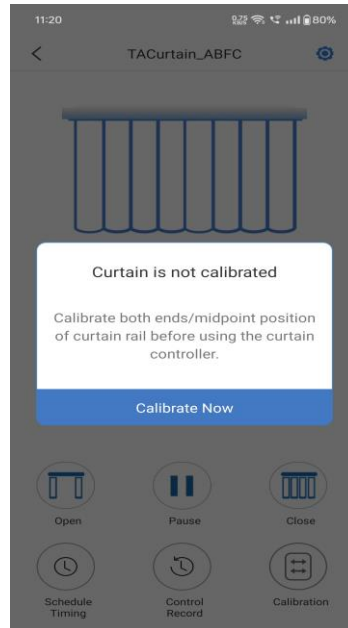 11:20
80%
TACurtain_ABFC
Curtain is not calibrated
Calibrate both ends/midpoint position
of curtain rail before using the curtain
controller.
Calibrate Now
Open
Pause
Close
Schedule
Timing
Control
Record
Calibration